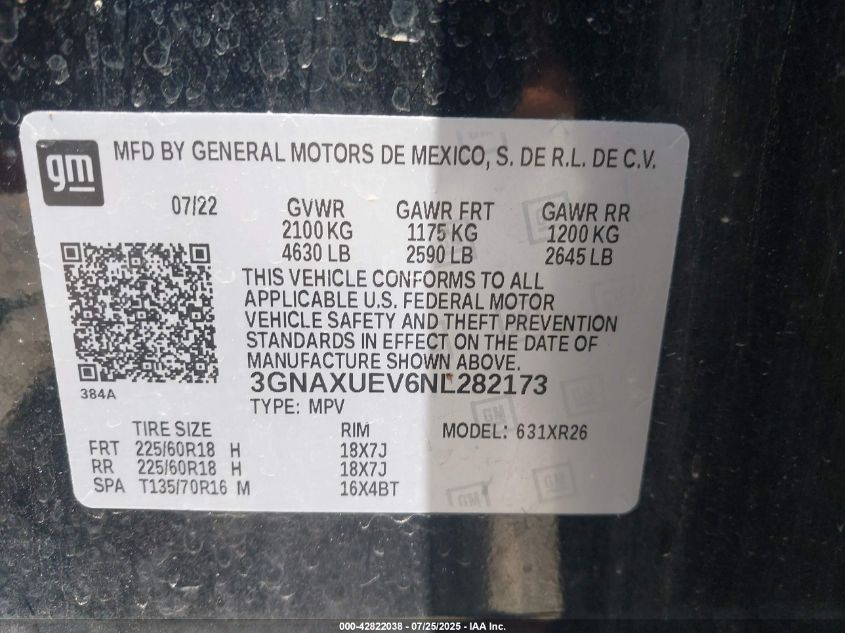 gm
MFD BY GENERAL MOTORS DE MEXICO, S. DE R.L. DE C.V.
07/22 GVWR GAWR FRT GAWR RR
2100 KG 1175 KG 1200 KG
4630 LB 2590 LB 2645 LB
THIS VEHICLE CONFORMS TO ALL
APPLICABLE U.S. FEDERAL MOTOR
VEHICLE SAFETY AND THEFT PREVENTION
STANDARDS IN EFFECT ON THE DATE OF
MANUFACTURE SHOWN ABOVE.
3GNAXUEV6NL282173
384A
TYPE: MPV
TIRE SIZE RIM MODEL: 631XR26
FRT 225/60R18 H 18X7J
RR 225/60R18 H 18X7J
SPA T135/70R16 M 16X4BT
000-42822038 - 07/25/2025 - IAA Inc.